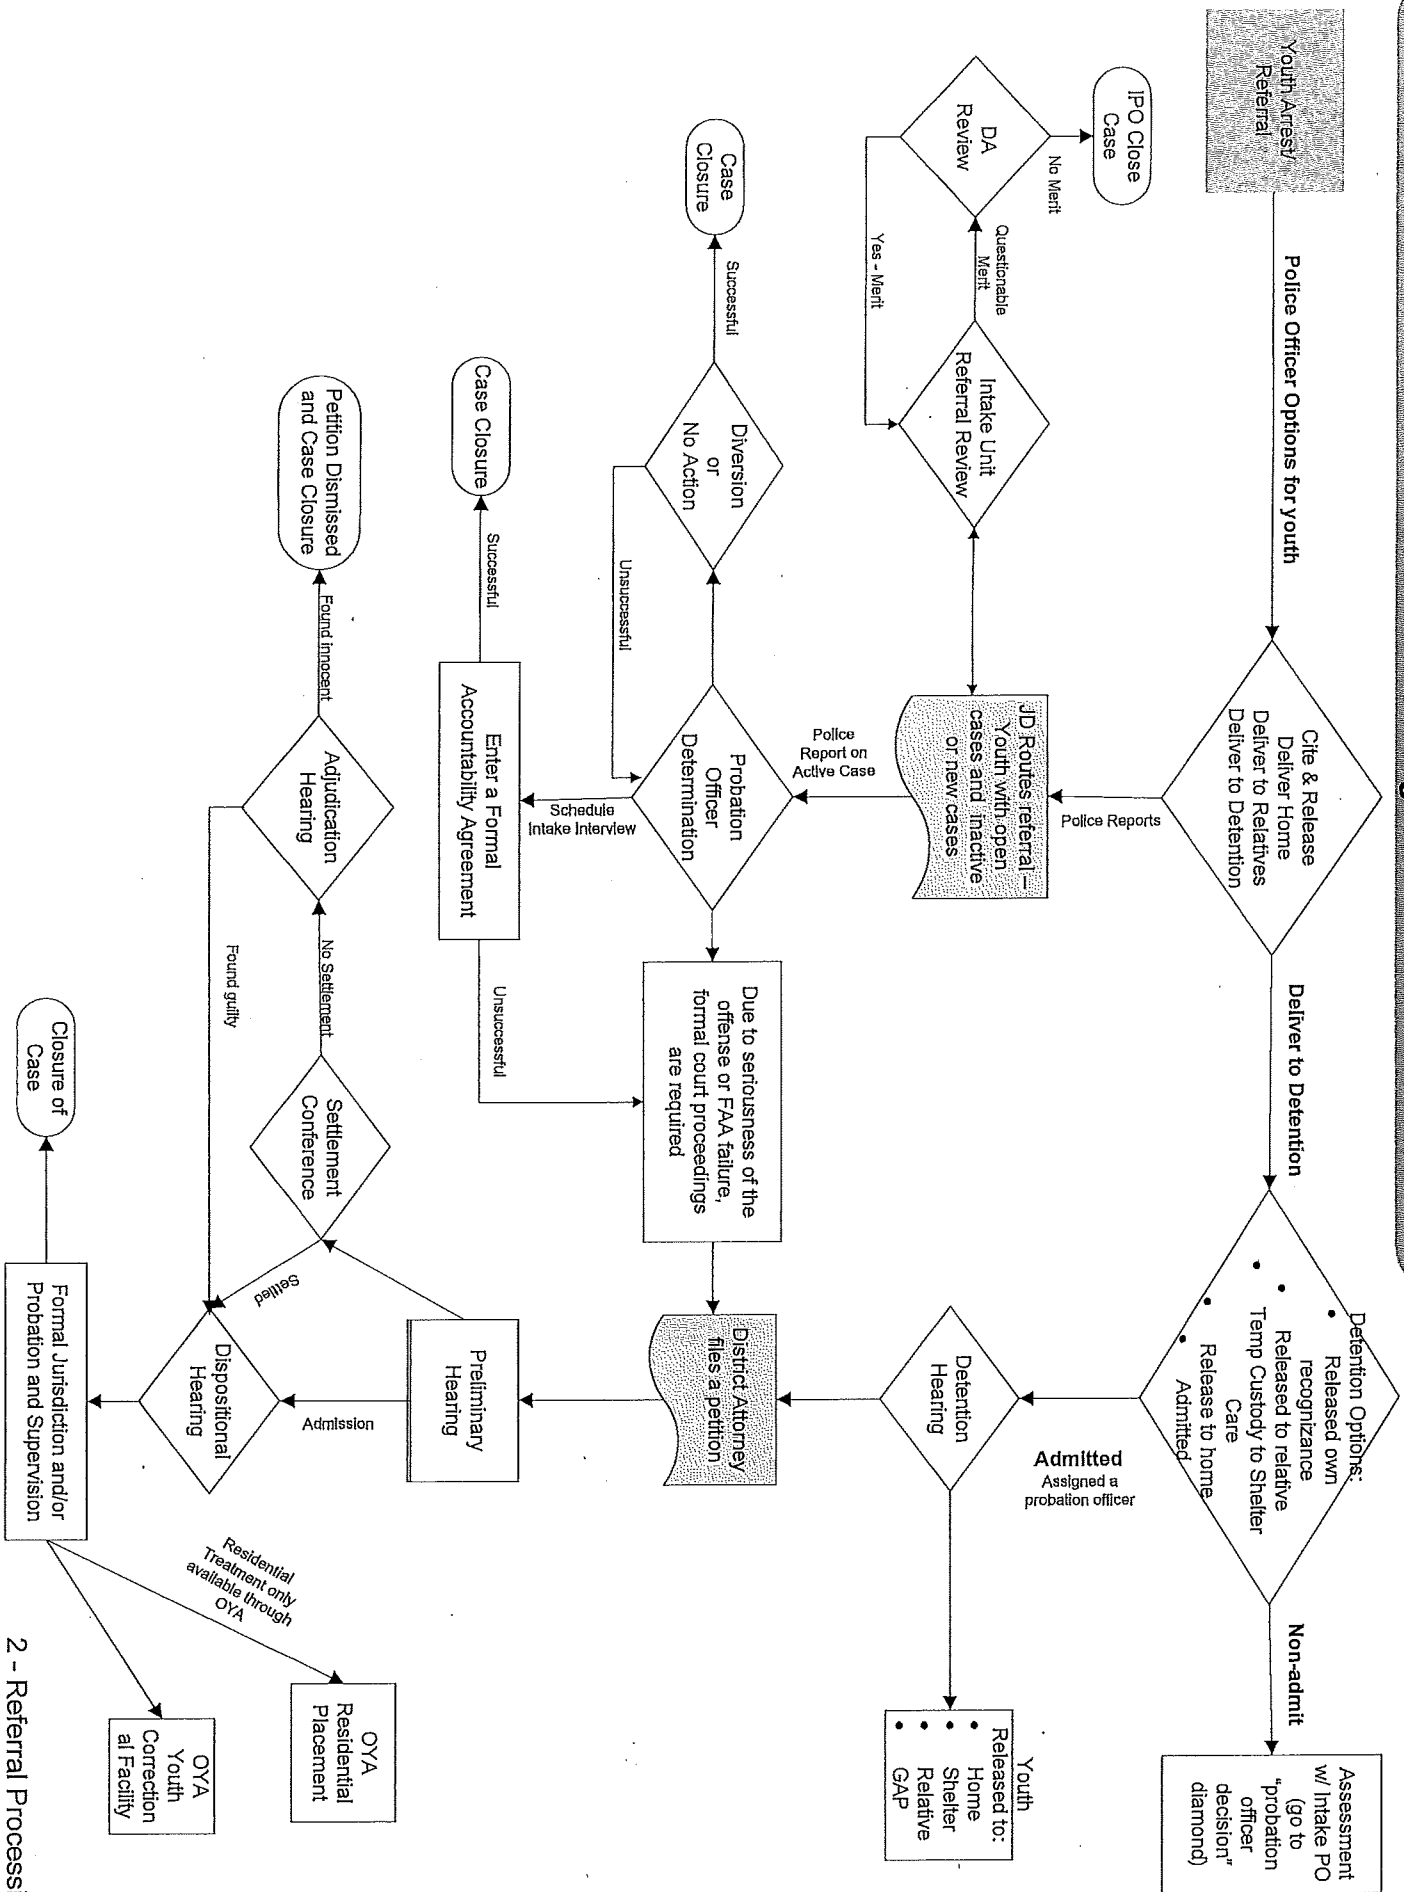 Youth Arrest/
Referral
Police Officer Options for youth
Cite & Release
Deliver Home
Deliver to Relatives
Deliver to Detention
Deliver to Detention
Detention Options:
• Released own
recognizance
• Released to relative
• Temp Custody to Shelter
Care
• Release to home
• Admitted
Non-admit
Assessment
w/ Intake PO
(go to
"probation
officer
decision"
diamond)
IPO Close
Case
No Merit
DA
Review
Questionable
Merit
Yes - Merit
Intake Unit
Referral Review
JD Routes referral –
Youth with open
cases and inactive
or new cases
Police Reports
Admitted
Assigned a
probation officer
Detention
Hearing
Youth
Released to:
• Home
• Shelter
• Relative
• GAP
Police
Report on
Active Case
Case
Closure
Successful
Diversion
or
No Action
Unsuccessful
Probation
Officer
Determination
Due to seriousness of the
offense or FAA failure,
formal court proceedings
are required
District Attorney
files a petition
Schedule
Intake Interview
Case Closure
Successful
Enter a Formal
Accountability Agreement
Unsuccessful
Preliminary
Hearing
Petition Dismissed
and Case Closure
Found innocent
Adjudication
Hearing
No Settlement
Settlement
Conference
Settled
Admission
Found guilty
Dispositional
Hearing
Closure of
Case
Formal Jurisdiction and/or
Probation and Supervision
Residential
Treatment only
available through
OYA
OYA
Residential
Placement
OYA
Youth
Correction
al Facility
2 - Referral Processi